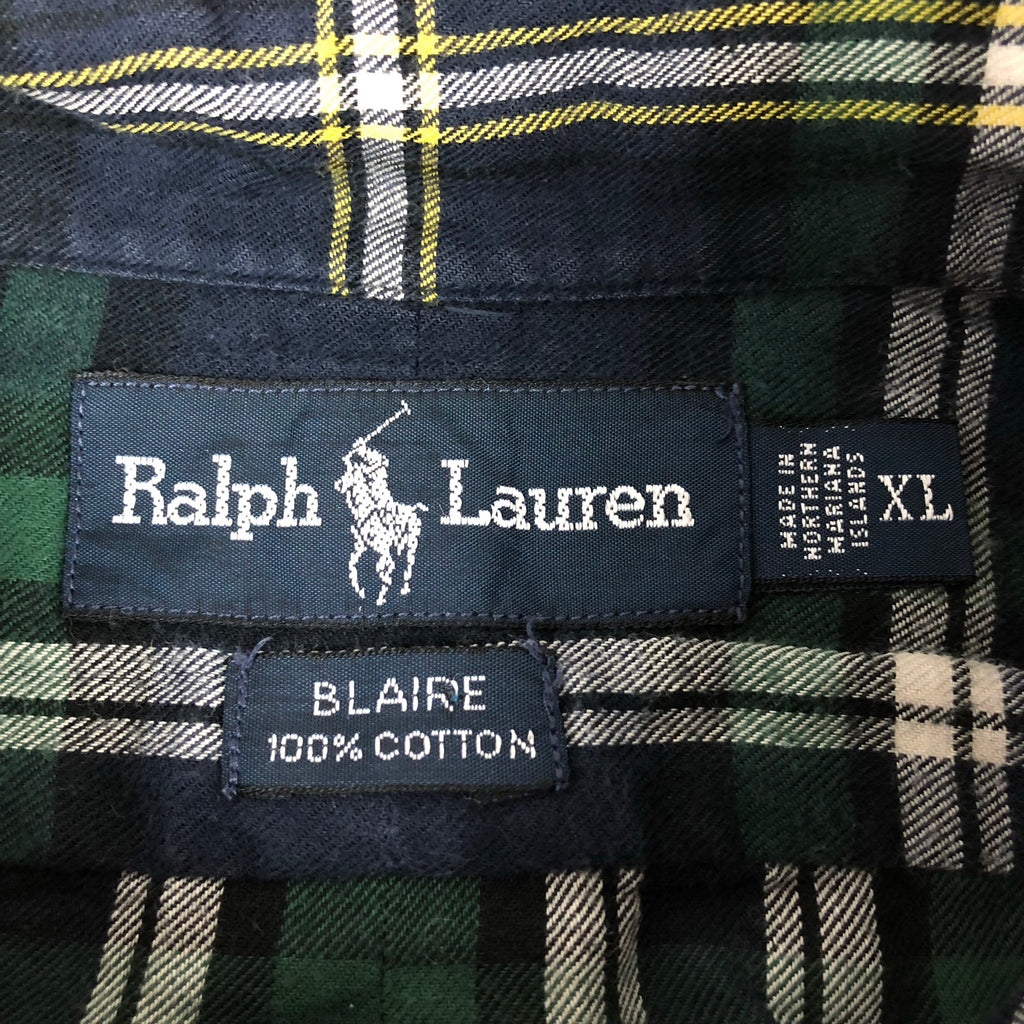 Ralph Lauren
MADE IN
NORTHERN
MARIANA
ISLANDS
XL
BLAIRE
100% COTTON